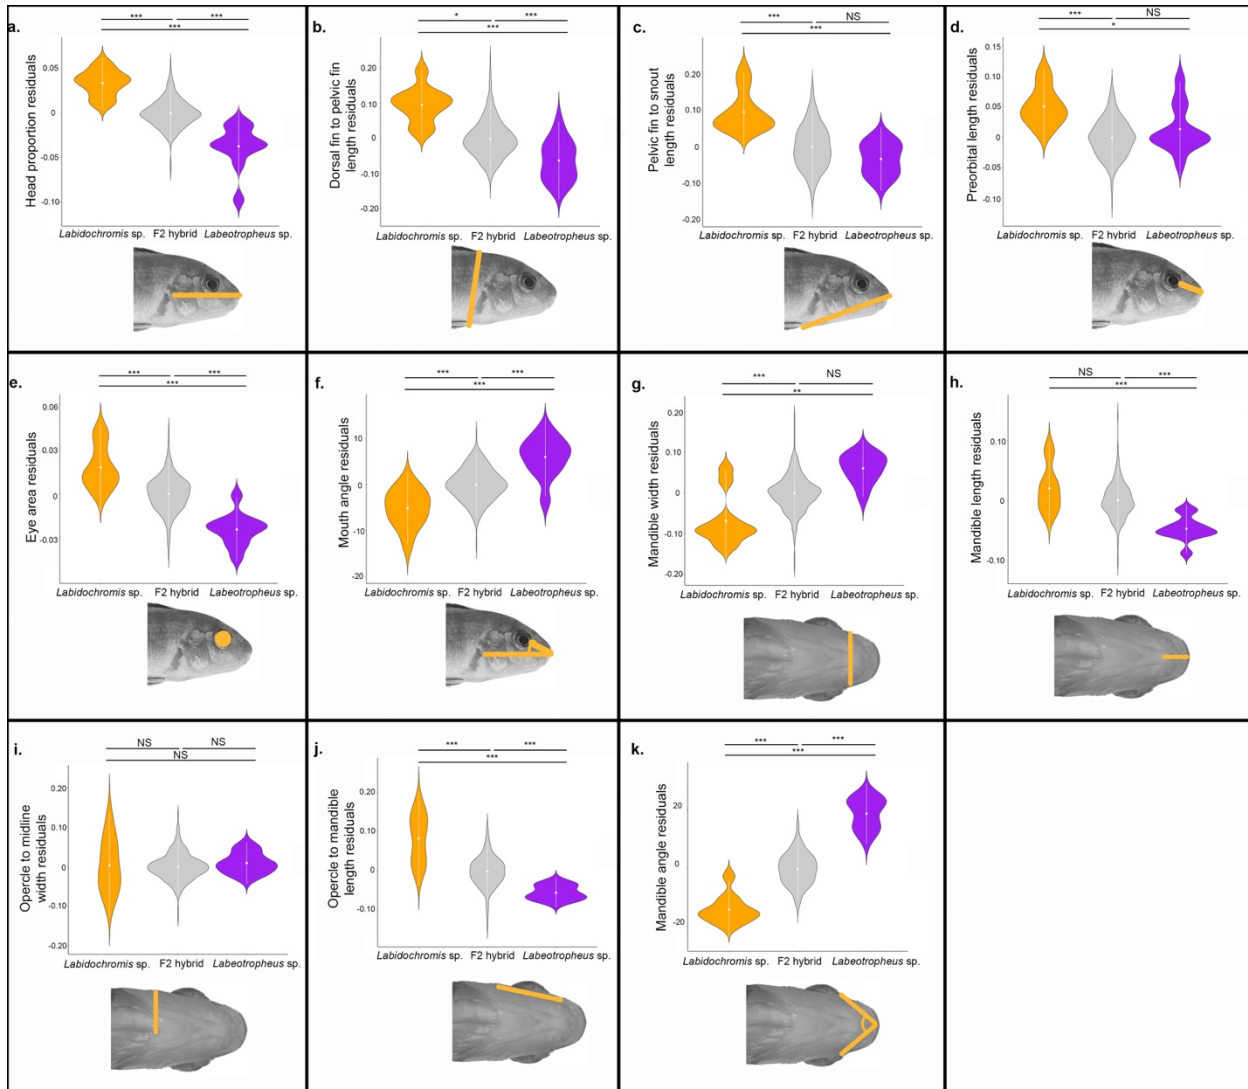 a.
*** ***
***
Head proportion residuals
0.05
0
-0.05
-0.10
Labidochromis sp. F2 hybrid Labeotropheus sp.
b.
* ***
***
Dorsal fin to pelvic fin
length residuals
0.20
0.10
0
-0.10
-0.20
Labidochromis sp. F2 hybrid Labeotropheus sp.
c.
*** NS
***
Pelvic fin to snout
length residuals
0.20
0.10
0
-0.10
-0.20
Labidochromis sp. F2 hybrid Labeotropheus sp.
d.
*** NS
*
Preorbital length residuals
0.15
0.10
0.05
0
-0.05
-0.10
Labidochromis sp. F2 hybrid Labeotropheus sp.
e.
*** ***
***
Eye area residuals
0.06
0.03
0
-0.03
Labidochromis sp. F2 hybrid Labeotropheus sp.
f.
*** ***
***
Mouth angle residuals
10
0
-10
-20
Labidochromis sp. F2 hybrid Labeotropheus sp.
g.
*** NS
**
Mandible width residuals
0.20
0.10
0
-0.10
-0.20
Labidochromis sp. F2 hybrid Labeotropheus sp.
h.
NS ***
***
Mandible length residuals
0.10
0
-0.10
Labidochromis sp. F2 hybrid Labeotropheus sp.
i.
NS NS
NS
Opercle to midline
width residuals
0.20
0.10
0
-0.10
-0.20
Labidochromis sp. F2 hybrid Labeotropheus sp.
j.
*** ***
***
Opercle to mandible
length residuals
0.20
0.10
0
-0.10
Labidochromis sp. F2 hybrid Labeotropheus sp.
k.
*** ***
***
Mandible angle residuals
20
0
-20
Labidochromis sp. F2 hybrid Labeotropheus sp.